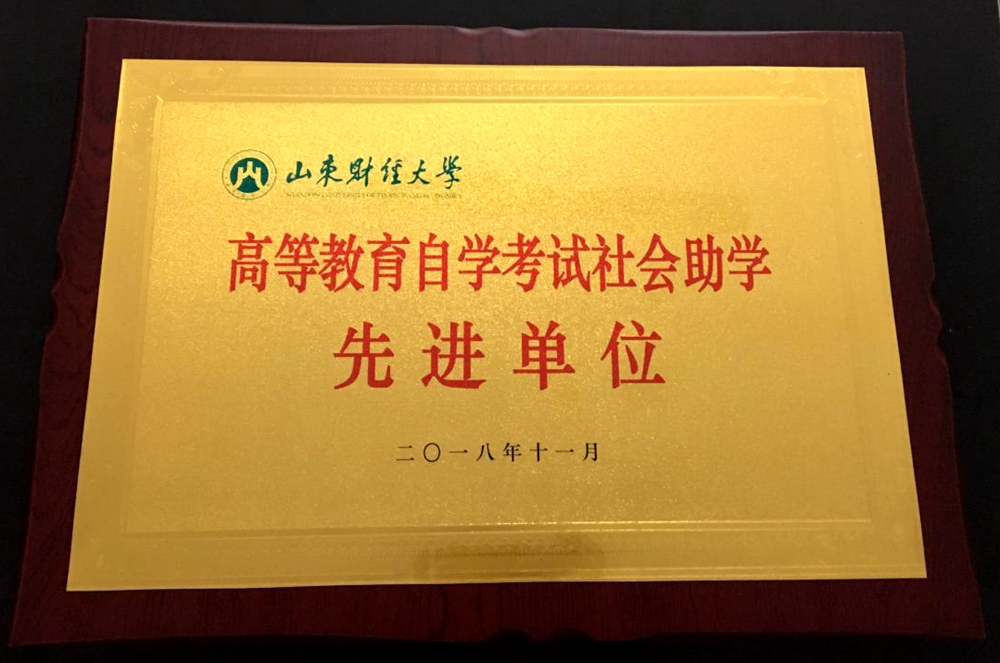 山东财经大学
高等教育自学考试社会助学
先进单位
二〇一八年十一月